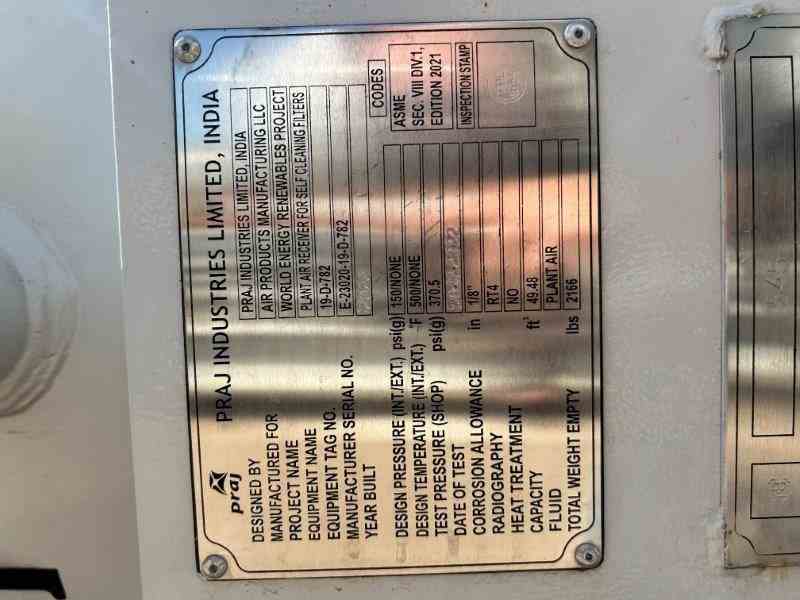 praj
PRAJ INDUSTRIES LIMITED, INDIA
DESIGNED BY PRAJ INDUSTRIES LIMITED, INDIA
MANUFACTURED FOR AIR PRODUCTS MANUFACTURING LLC
PROJECT NAME WORLD ENERGY RENEWABLES PROJECT
EQUIPMENT NAME PLANT AIR RECEIVER FOR SELF CLEANING FILTERS
EQUIPMENT TAG NO. 19-D-782
MANUFACTURER SERIAL NO. E-23020-19-D-782
YEAR BUILT
CODES
DESIGN PRESSURE (INT./EXT.) psi(g) 150/NONE
ASME
DESIGN TEMPERATURE (INT./EXT.) °F 500/NONE
SEC. VIII DIV.1,
TEST PRESSURE (SHOP) psi(g) 370.5
EDITION 2021
DATE OF TEST
INSPECTION STAMP
CORROSION ALLOWANCE in 1/8"
RADIOGRAPHY RT4
HEAT TREATMENT NO
CAPACITY ft³ 49.48
FLUID PLANT AIR
TOTAL WEIGHT EMPTY lbs 2166